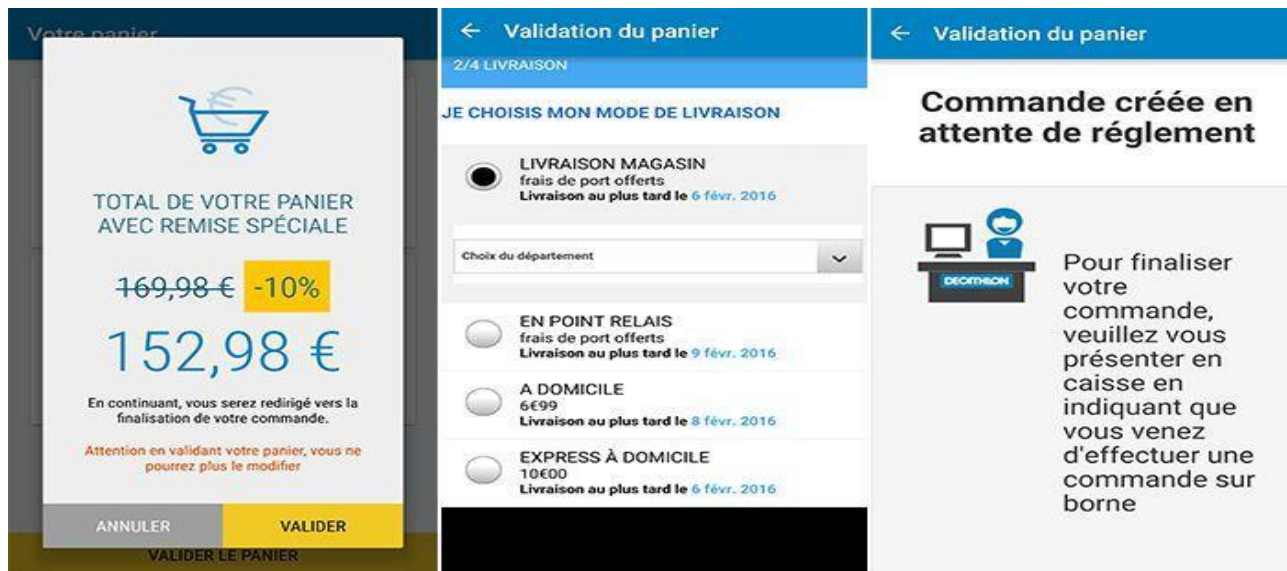 Votre panier
TOTAL DE VOTRE PANIER
AVEC REMISE SPÉCIALE
169,98 € -10%
152,98 €
En continuant, vous serez redirigé vers la
finalisation de votre commande.
Attention en validant votre panier, vous ne
pourrez plus le modifier
ANNULER VALIDER
VALIDER LE PANIER
Validation du panier
2/4 LIVRAISON
JE CHOISIS MON MODE DE LIVRAISON
LIVRAISON MAGASIN
frais de port offerts
Livraison au plus tard le 6 févr. 2016
Choix du département
EN POINT RELAIS
frais de port offerts
Livraison au plus tard le 9 févr. 2016
A DOMICILE
6€99
Livraison au plus tard le 8 févr. 2016
EXPRESS À DOMICILE
10€00
Livraison au plus tard le 6 févr. 2016
Validation du panier
Commande créée en
attente de réglement
DECATHLON
Pour finaliser
votre
commande,
veuillez vous
présenter en
caisse en
indiquant que
vous venez
d'effectuer une
commande sur
borne